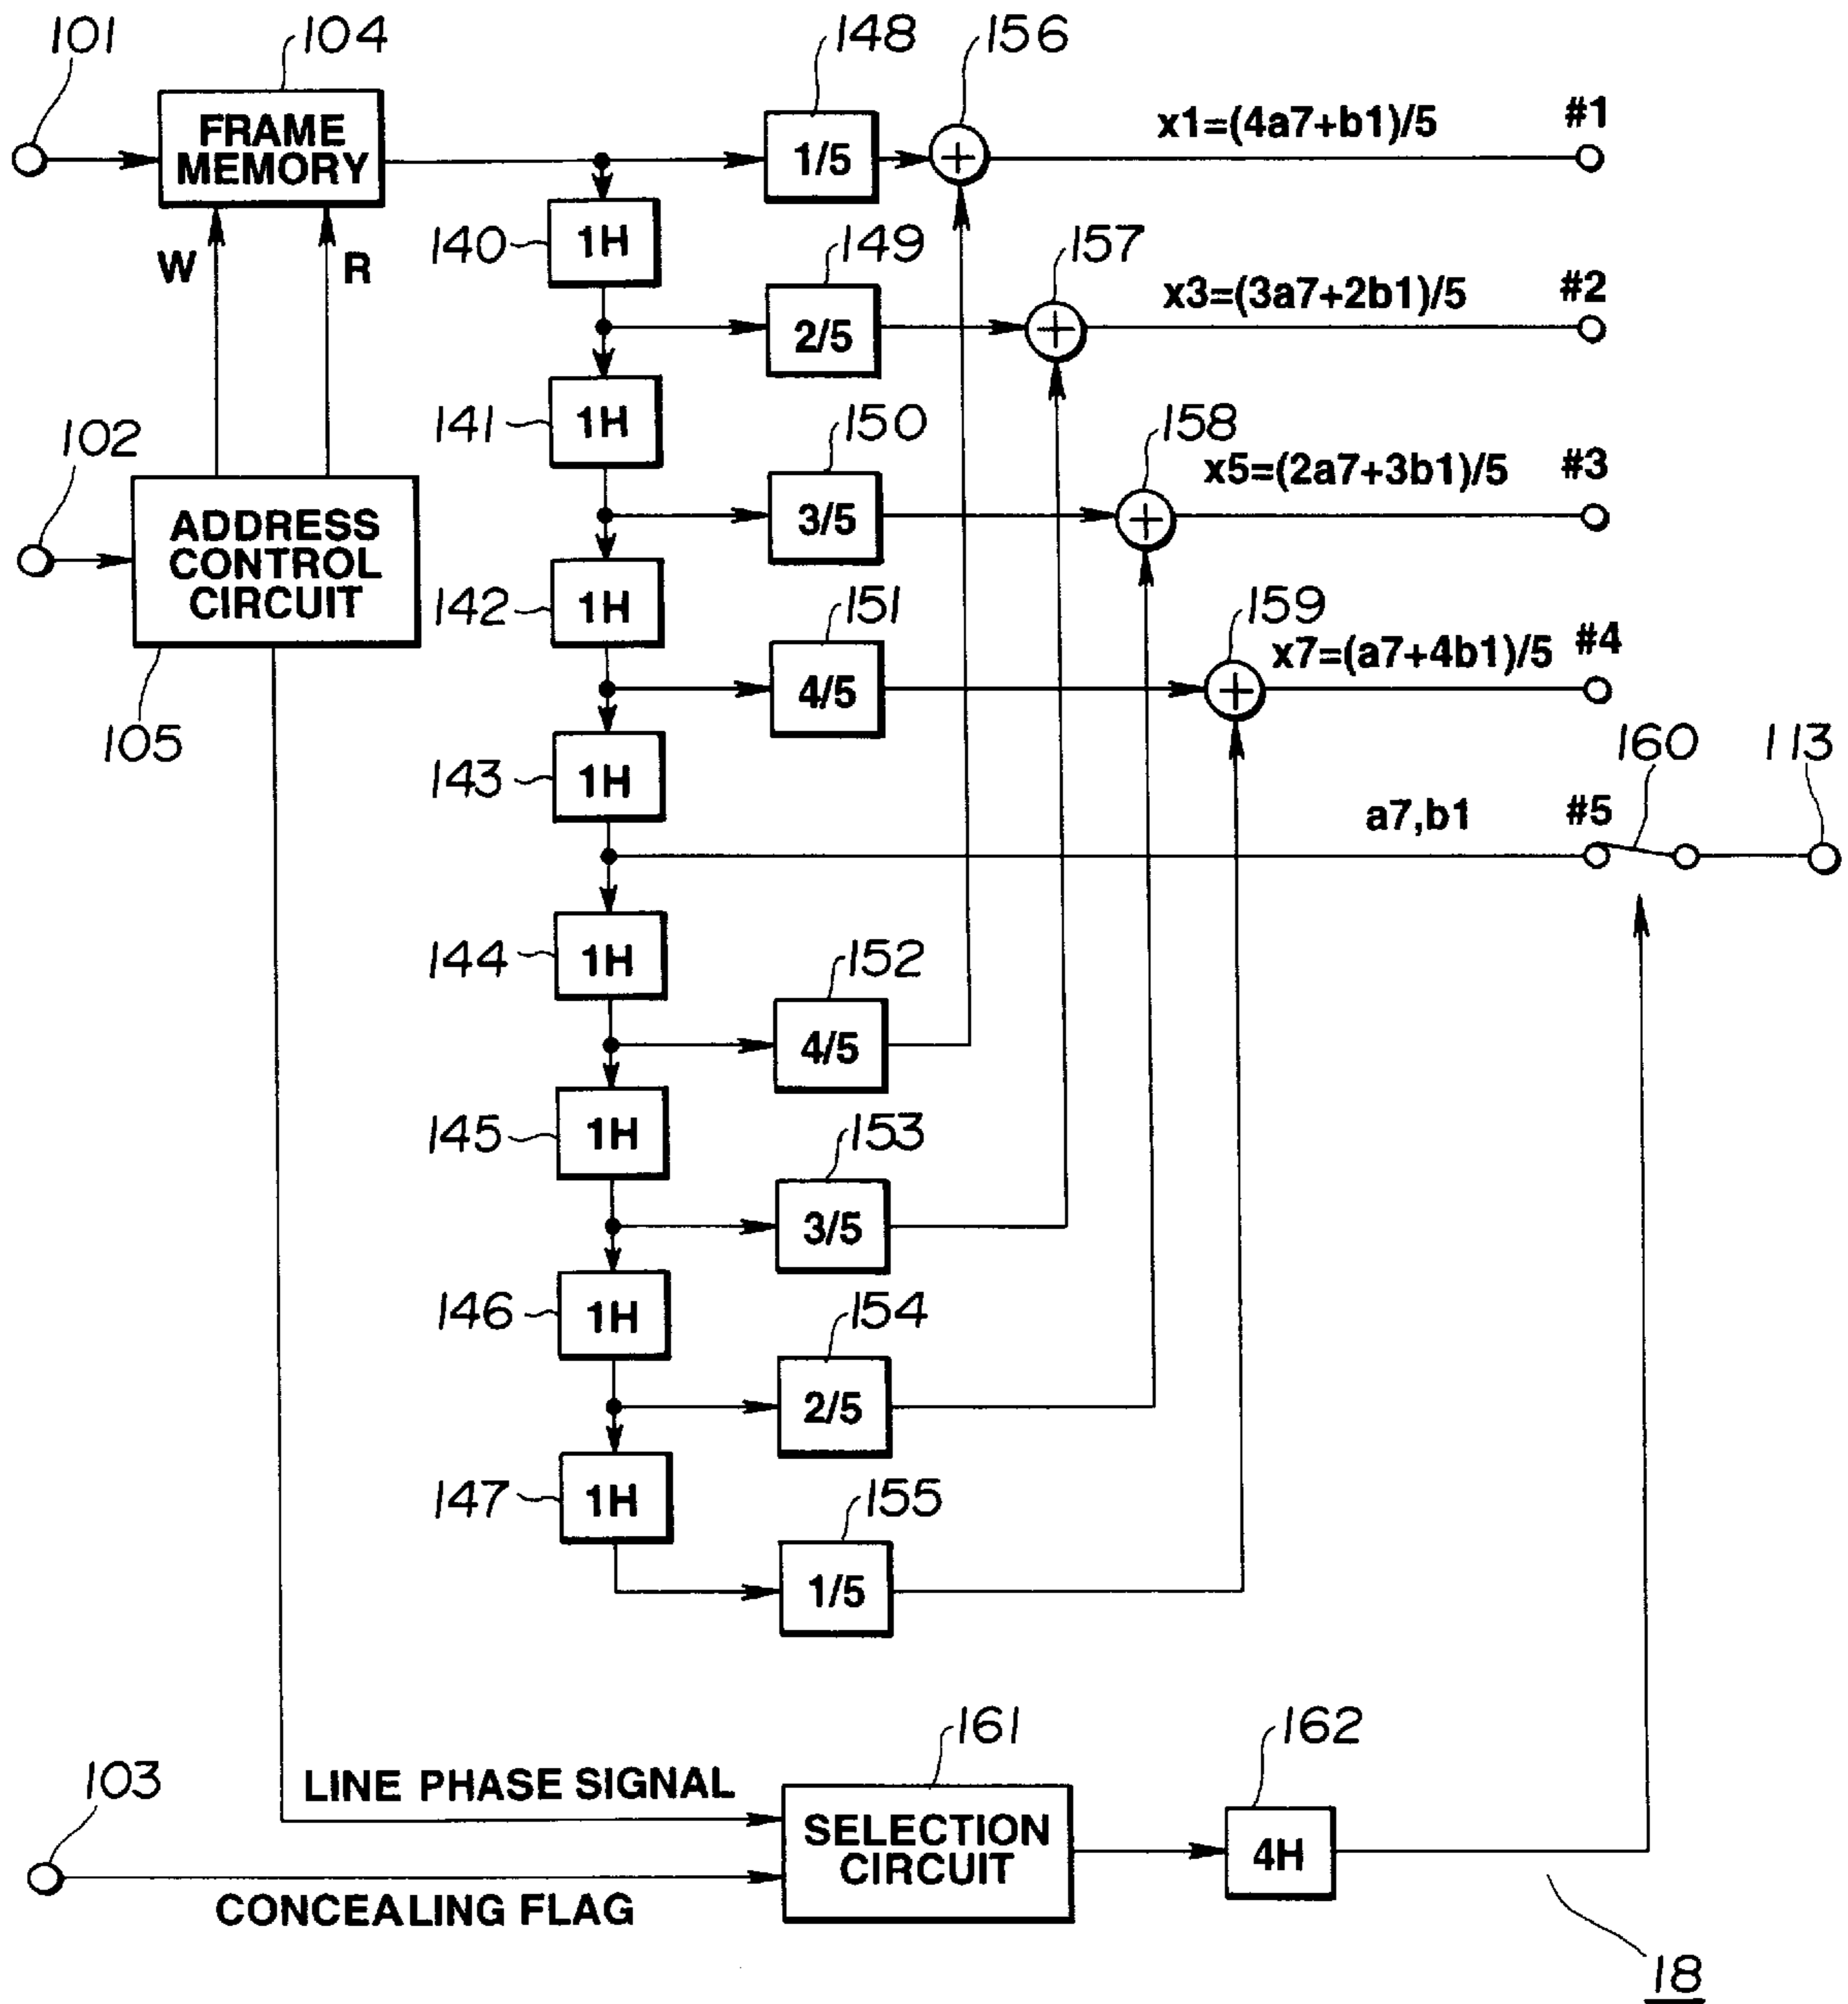 101
104
148
156
FRAME
MEMORY
1/5
+
x1=(4a7+b1)/5
#1
W
R
140
1H
149
157
2/5
+
x3=(3a7+2b1)/5
#2
102
141
1H
150
158
3/5
+
x5=(2a7+3b1)/5
#3
ADDRESS
CONTROL
CIRCUIT
105
142
1H
151
159
4/5
+
x7=(a7+4b1)/5
#4
143
1H
160
113
a7,b1
#5
144
1H
152
4/5
145
1H
153
3/5
146
1H
154
2/5
147
1H
155
1/5
161
162
103
LINE PHASE SIGNAL
SELECTION
CIRCUIT
4H
CONCEALING FLAG
18